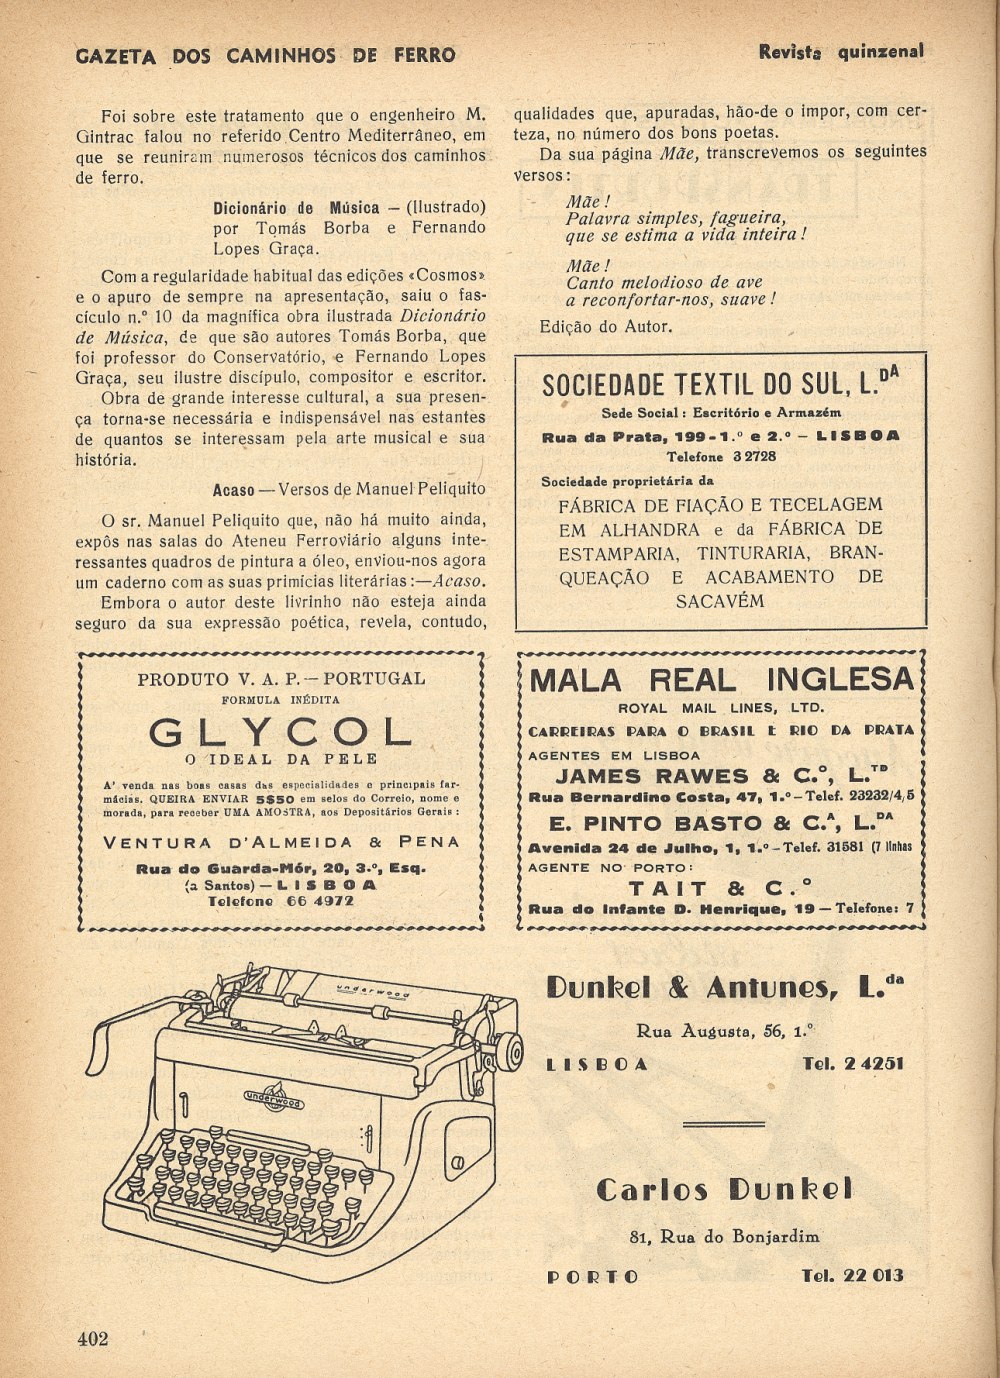 GAZETA DOS CAMINHOS DE FERRO
Revista quinzenal
Foi sobre este tratamento que o engenheiro M.
Gintrac falou no referido Centro Mediterrâneo, em
que se reuniram numerosos técnicos dos caminhos
de ferro.
Dicionário de Música — (Ilustrado)
por Tomás Borba e Fernando
Lopes Graça.
Com a regularidade habitual das edições «Cosmos»
e o apuro de sempre na apresentação, saiu o fas-
cículo n.º 10 da magnífica obra ilustrada Dicionário
de Música, de que são autores Tomás Borba, que
foi professor do Conservatório, e Fernando Lopes
Graça, seu ilustre discípulo, compositor e escritor.
Obra de grande interesse cultural, a sua presen-
ça torna-se necessária e indispensável nas estantes
de quantos se interessam pela arte musical e sua
história.
Acaso — Versos de Manuel Peliquito
O sr. Manuel Peliquito que, não há muito ainda,
expôs nas salas do Ateneu Ferroviário alguns inte-
ressantes quadros de pintura a óleo, enviou-nos agora
um caderno com as suas primícias literárias :—Acaso.
Embora o autor deste livrinho não esteja ainda
seguro da sua expressão poética, revela, contudo,
qualidades que, apuradas, hão-de o impor, com cer-
teza, no número dos bons poetas.
Da sua página Mãe, transcrevemos os seguintes
versos :
Mãe !
Palavra simples, fagueira,
que se estima a vida inteira !
Mãe !
Canto melodioso de ave
a reconfortar-nos, suave !
Edição do Autor.
SOCIEDADE TEXTIL DO SUL, L.DA
Sede Social : Escritório e Armazém
Rua da Prata, 199-1.º e 2.º — LISBOA
Telefone 3 2728
Sociedade proprietária da
FÁBRICA DE FIAÇÃO E TECELAGEM
EM ALHANDRA e da FÁBRICA DE
ESTAMPARIA, TINTURARIA, BRAN-
QUEAÇÃO E ACABAMENTO DE
SACAVÉM
PRODUTO V. A. P. — PORTUGAL
FORMULA INÉDITA
GLYCOL
O IDEAL DA PELE
A' venda nas boas casas das especialidades e principais far-
mácias. QUEIRA ENVIAR 5$50 em selos do Correio, nome e
morada, para receber UMA AMOSTRA, aos Depositários Gerais :
VENTURA D'ALMEIDA & PENA
Rua do Guarda-Mór, 20, 3.º, Esq.
(a Santos) — LISBOA
Telefone 66 4972
MALA REAL INGLESA
ROYAL MAIL LINES, LTD.
CARREIRAS PARA O BRASIL E RIO DA PRATA
AGENTES EM LISBOA
JAMES RAWES & C.º, L.TD
Rua Bernardino Costa, 47, 1.º — Telef. 23232/4/5
E. PINTO BASTO & C.ª, L.DA
Avenida 24 de Julho, 1, 1.º — Telef. 31581 (7 linhas
AGENTE NO PORTO:
TAIT & C.º
Rua do Infante D. Henrique, 19 — Telefone: 7
underwood
underwood
Dunkel & Antunes, L.da
Rua Augusta, 56, 1.º
LISBOA Tel. 2 4251
Carlos Dunkel
81, Rua do Bonjardim
PORTO Tel. 22 013
402